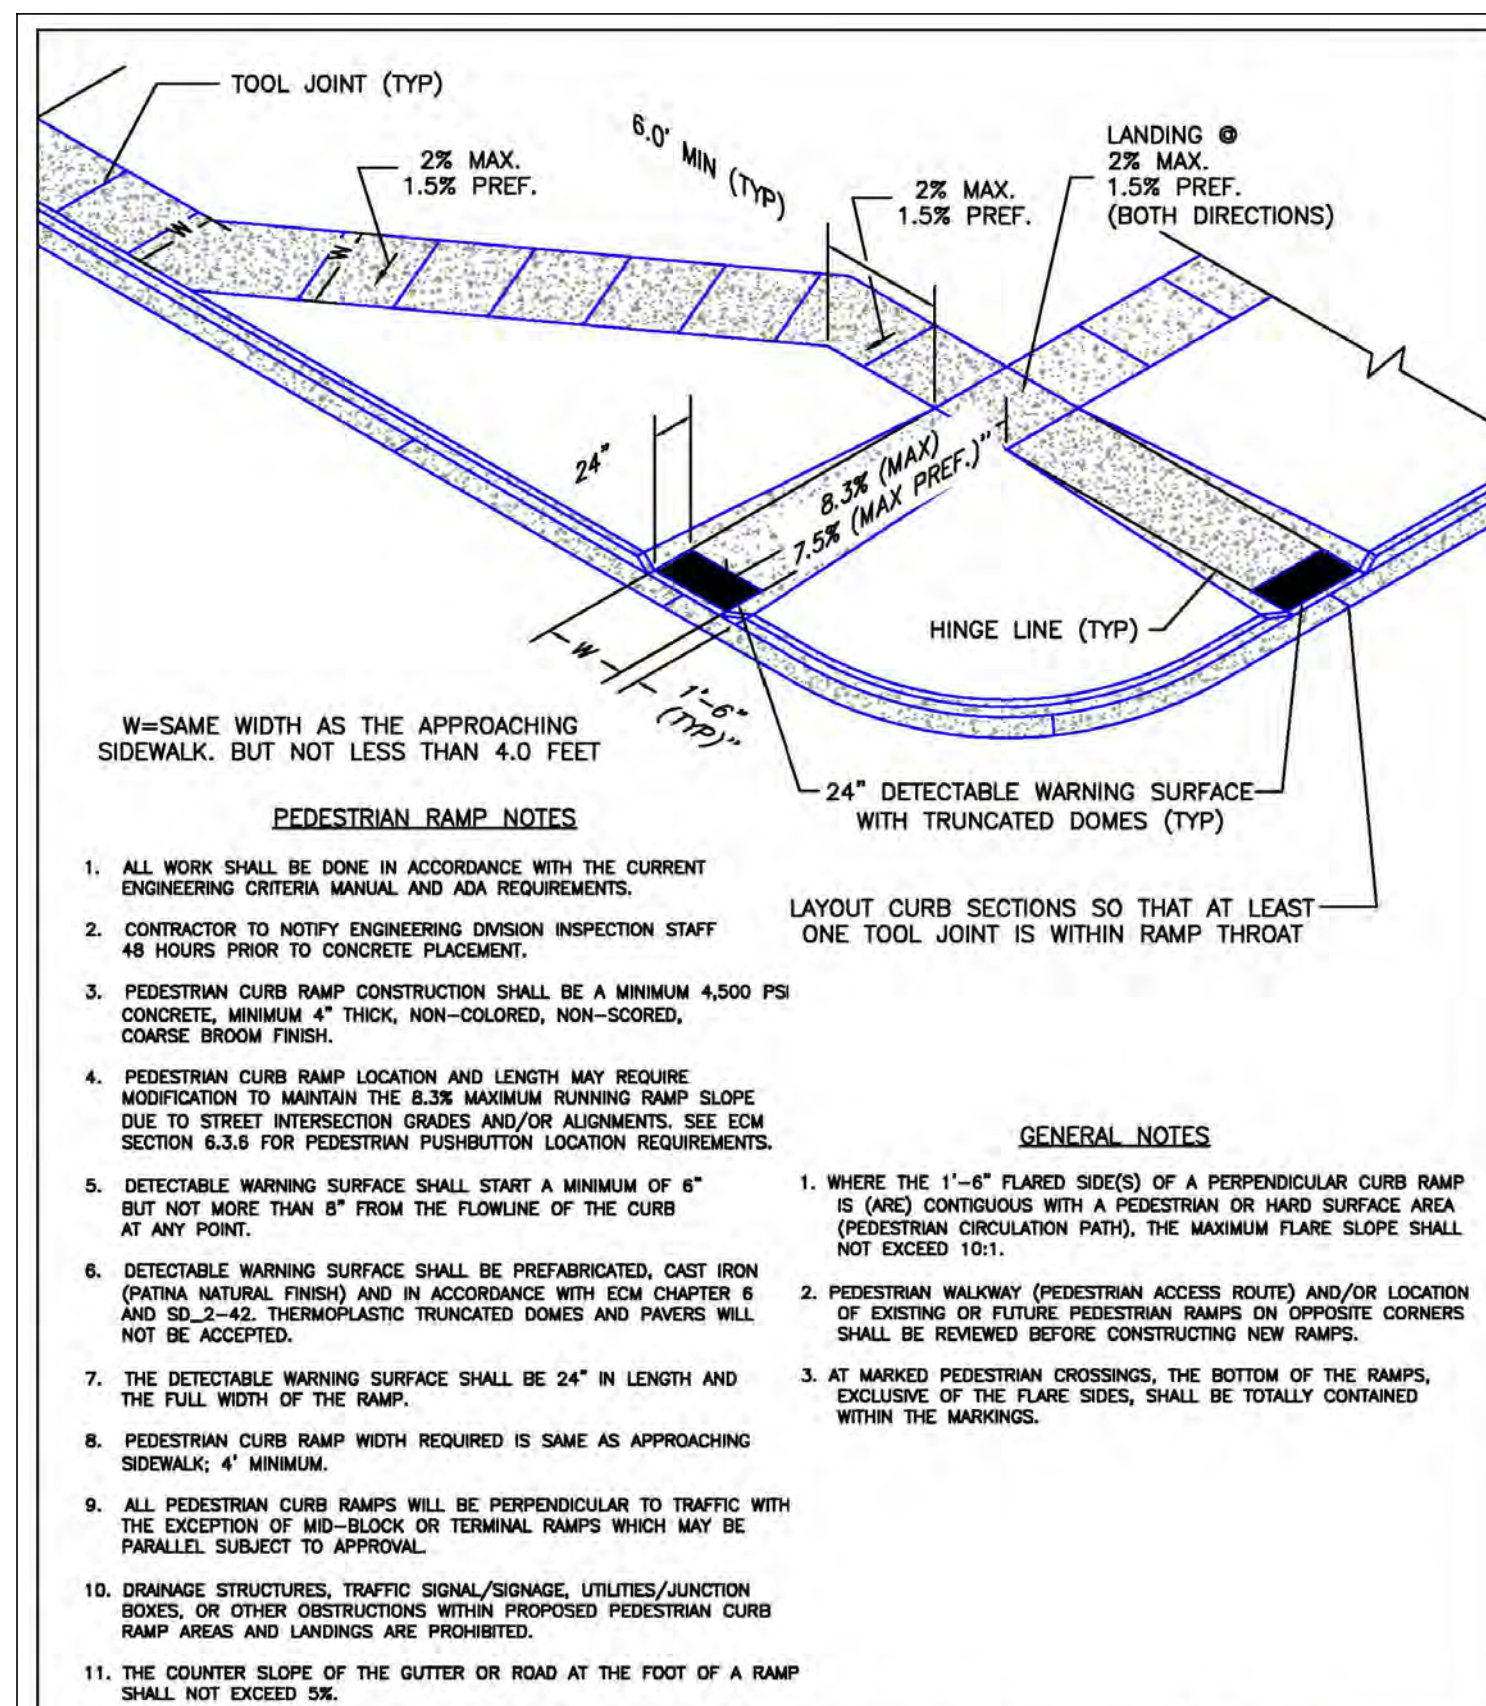 TOOL JOINT (TYP)
2% MAX.
1.5% PREF.
6.0' MIN (TYP)
2% MAX.
1.5% PREF.
LANDING @
2% MAX.
1.5% PREF.
(BOTH DIRECTIONS)
W
W
24"
8.3% (MAX)
7.5% (MAX PREF.)"
HINGE LINE (TYP)
W
1'-6"
(TYP)"
W=SAME WIDTH AS THE APPROACHING
SIDEWALK. BUT NOT LESS THAN 4.0 FEET
24" DETECTABLE WARNING SURFACE
WITH TRUNCATED DOMES (TYP)
LAYOUT CURB SECTIONS SO THAT AT LEAST
ONE TOOL JOINT IS WITHIN RAMP THROAT
PEDESTRIAN RAMP NOTES
1. ALL WORK SHALL BE DONE IN ACCORDANCE WITH THE CURRENT
ENGINEERING CRITERIA MANUAL AND ADA REQUIREMENTS.
2. CONTRACTOR TO NOTIFY ENGINEERING DIVISION INSPECTION STAFF
48 HOURS PRIOR TO CONCRETE PLACEMENT.
3. PEDESTRIAN CURB RAMP CONSTRUCTION SHALL BE A MINIMUM 4,500 PSI
CONCRETE, MINIMUM 4" THICK, NON-COLORED, NON-SCORED,
COARSE BROOM FINISH.
4. PEDESTRIAN CURB RAMP LOCATION AND LENGTH MAY REQUIRE
MODIFICATION TO MAINTAIN THE 8.3% MAXIMUM RUNNING RAMP SLOPE
DUE TO STREET INTERSECTION GRADES AND/OR ALIGNMENTS. SEE ECM
SECTION 6.3.6 FOR PEDESTRIAN PUSHBUTTON LOCATION REQUIREMENTS.
5. DETECTABLE WARNING SURFACE SHALL START A MINIMUM OF 6"
BUT NOT MORE THAN 8" FROM THE FLOWLINE OF THE CURB
AT ANY POINT.
6. DETECTABLE WARNING SURFACE SHALL BE PREFABRICATED, CAST IRON
(PATINA NATURAL FINISH) AND IN ACCORDANCE WITH ECM CHAPTER 6
AND SD_2-42. THERMOPLASTIC TRUNCATED DOMES AND PAVERS WILL
NOT BE ACCEPTED.
7. THE DETECTABLE WARNING SURFACE SHALL BE 24" IN LENGTH AND
THE FULL WIDTH OF THE RAMP.
8. PEDESTRIAN CURB RAMP WIDTH REQUIRED IS SAME AS APPROACHING
SIDEWALK; 4' MINIMUM.
9. ALL PEDESTRIAN CURB RAMPS WILL BE PERPENDICULAR TO TRAFFIC WITH
THE EXCEPTION OF MID-BLOCK OR TERMINAL RAMPS WHICH MAY BE
PARALLEL SUBJECT TO APPROVAL.
10. DRAINAGE STRUCTURES, TRAFFIC SIGNAL/SIGNAGE, UTILITIES/JUNCTION
BOXES, OR OTHER OBSTRUCTIONS WITHIN PROPOSED PEDESTRIAN CURB
RAMP AREAS AND LANDINGS ARE PROHIBITED.
11. THE COUNTER SLOPE OF THE GUTTER OR ROAD AT THE FOOT OF A RAMP
SHALL NOT EXCEED 5%.
GENERAL NOTES
1. WHERE THE 1'-6" FLARED SIDE(S) OF A PERPENDICULAR CURB RAMP
IS (ARE) CONTIGUOUS WITH A PEDESTRIAN OR HARD SURFACE AREA
(PEDESTRIAN CIRCULATION PATH), THE MAXIMUM FLARE SLOPE SHALL
NOT EXCEED 10:1.
2. PEDESTRIAN WALKWAY (PEDESTRIAN ACCESS ROUTE) AND/OR LOCATION
OF EXISTING OR FUTURE PEDESTRIAN RAMPS ON OPPOSITE CORNERS
SHALL BE REVIEWED BEFORE CONSTRUCTING NEW RAMPS.
3. AT MARKED PEDESTRIAN CROSSINGS, THE BOTTOM OF THE RAMPS,
EXCLUSIVE OF THE FLARE SIDES, SHALL BE TOTALLY CONTAINED
WITHIN THE MARKINGS.